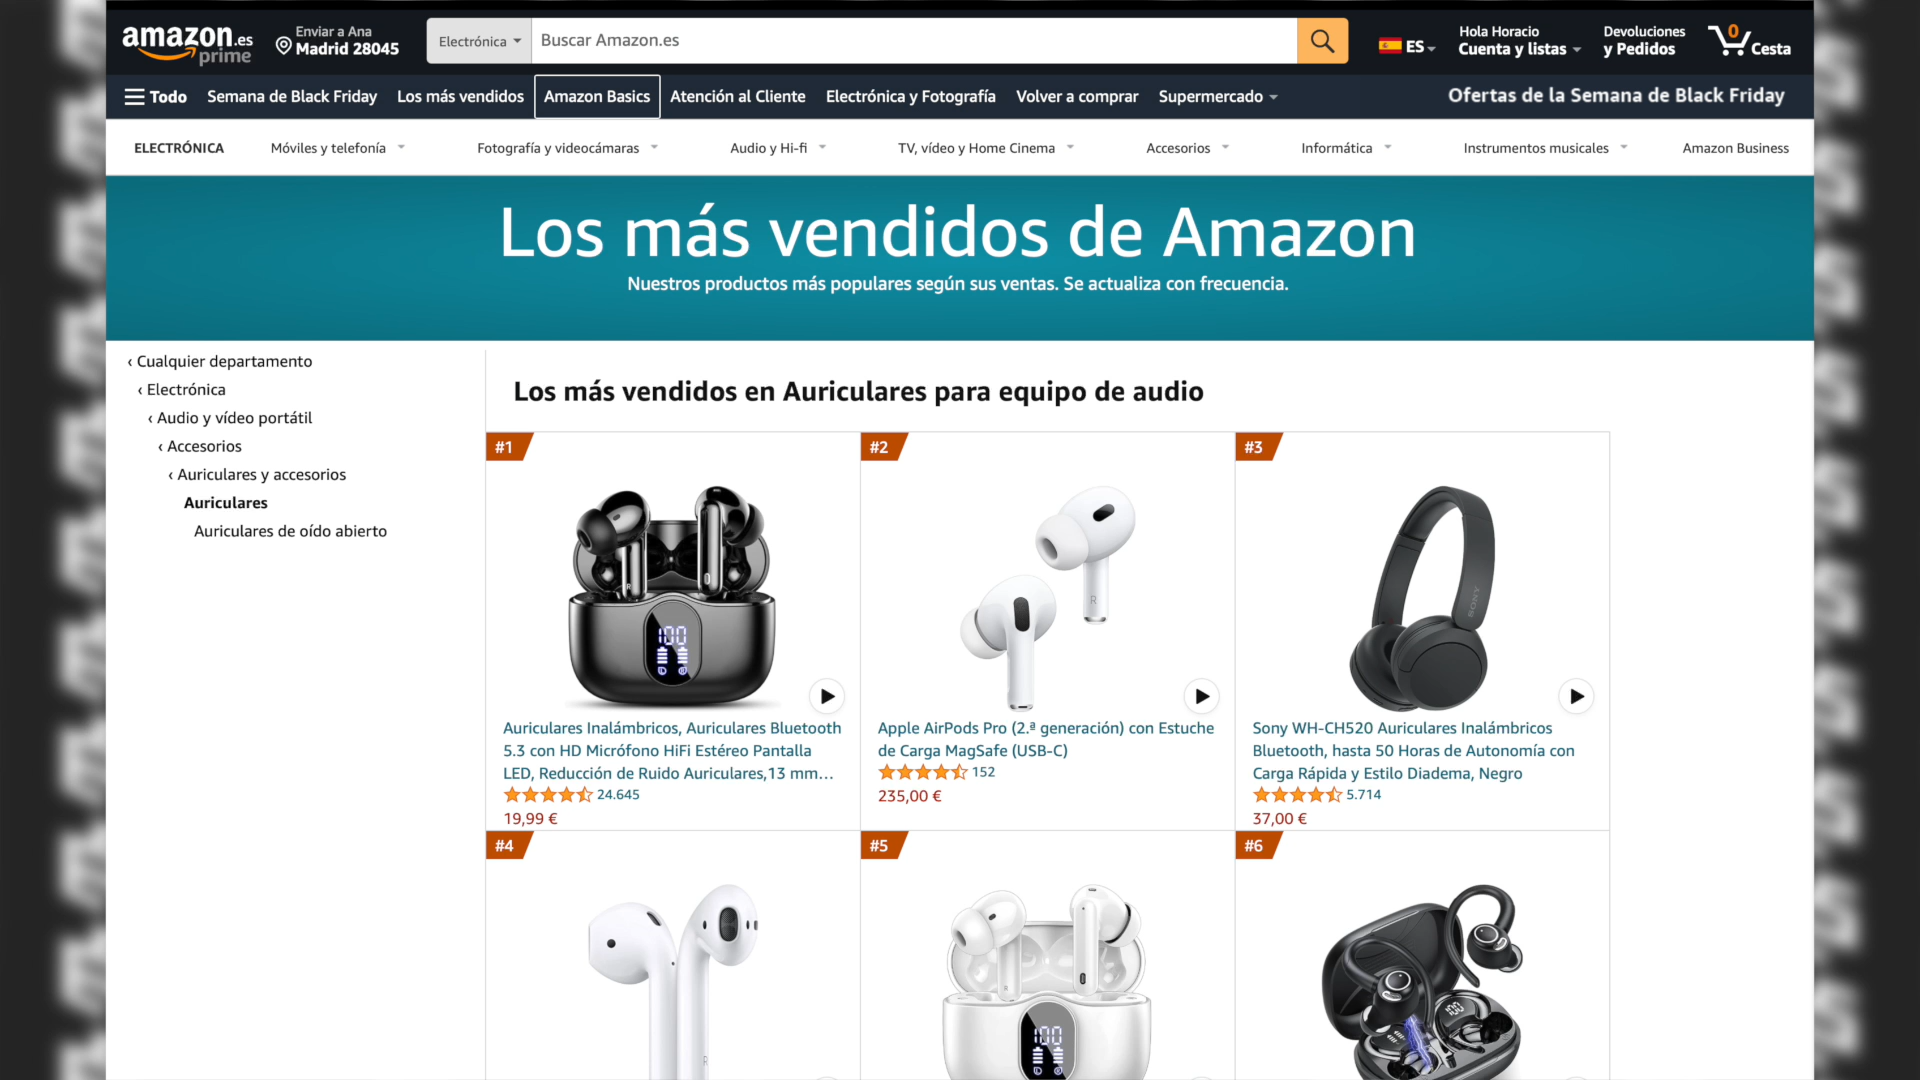 amazon.es
prime
Enviar a Ana
Madrid 28045
Electrónica
Buscar Amazon.es
ES
Hola Horacio
Cuenta y listas
Devoluciones
y Pedidos
0
Cesta
Todo
Semana de Black Friday
Los más vendidos
Amazon Basics
Atención al Cliente
Electrónica y Fotografía
Volver a comprar
Supermercado
Ofertas de la Semana de Black Friday
ELECTRÓNICA
Móviles y telefonía
Fotografía y videocámaras
Audio y Hi-fi
TV, vídeo y Home Cinema
Accesorios
Informática
Instrumentos musicales
Amazon Business
Los más vendidos de Amazon
Nuestros productos más populares según sus ventas. Se actualiza con frecuencia.
‹ Cualquier departamento
‹ Electrónica
‹ Audio y vídeo portátil
‹ Accesorios
‹ Auriculares y accesorios
Auriculares
Auriculares de oído abierto
Los más vendidos en Auriculares para equipo de audio
#1
R
100
Auriculares Inalámbricos, Auriculares Bluetooth
5.3 con HD Micrófono HiFi Estéreo Pantalla
LED, Reducción de Ruido Auriculares,13 mm…
24.645
19,99 €
#2
R
Apple AirPods Pro (2.ª generación) con Estuche
de Carga MagSafe (USB-C)
152
235,00 €
#3
SONY
Sony WH-CH520 Auriculares Inalámbricos
Bluetooth, hasta 50 Horas de Autonomía con
Carga Rápida y Estilo Diadema, Negro
5.714
37,00 €
#4
R
#5
R
100
#6
100